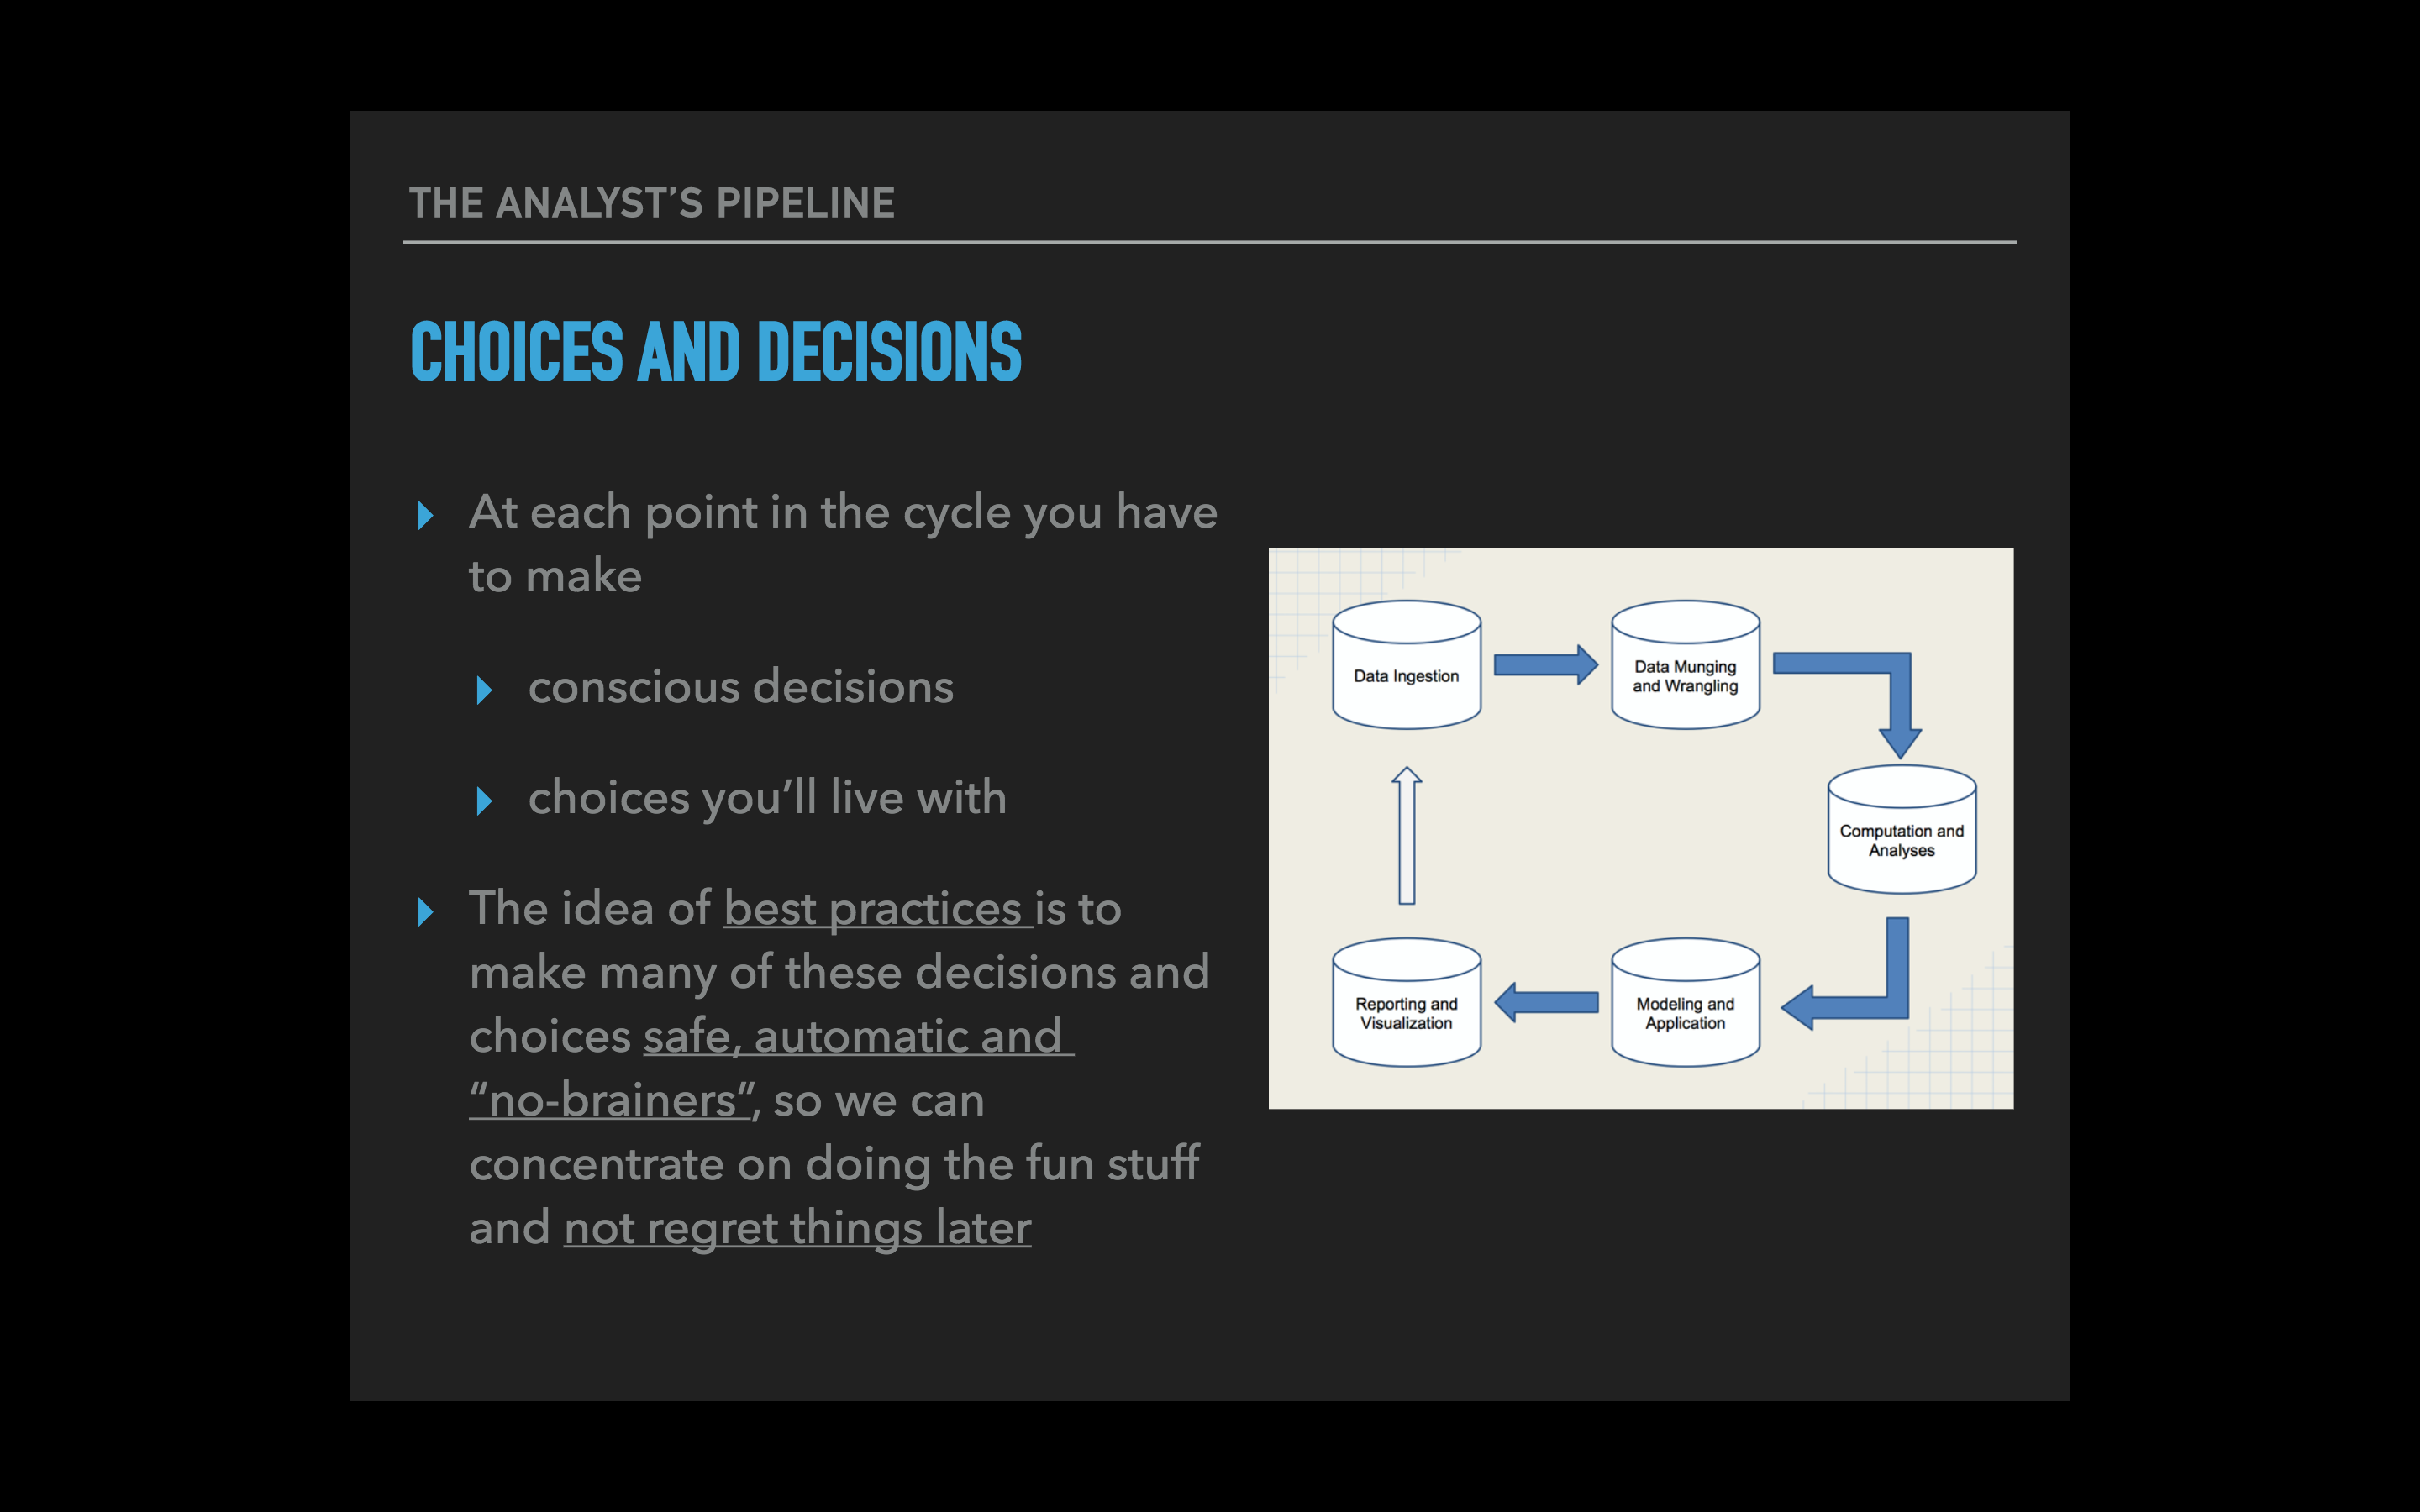 THE ANALYST'S PIPELINE
CHOICES AND DECISIONS
At each point in the cycle you have
to make
conscious decisions
choices you'll live with
The idea of best practices is to
make many of these decisions and
choices safe, automatic and
“no-brainers”, so we can
concentrate on doing the fun stuff
and not regret things later
Data Ingestion
Data Munging
and Wrangling
Computation and
Analyses
Modeling and
Application
Reporting and
Visualization